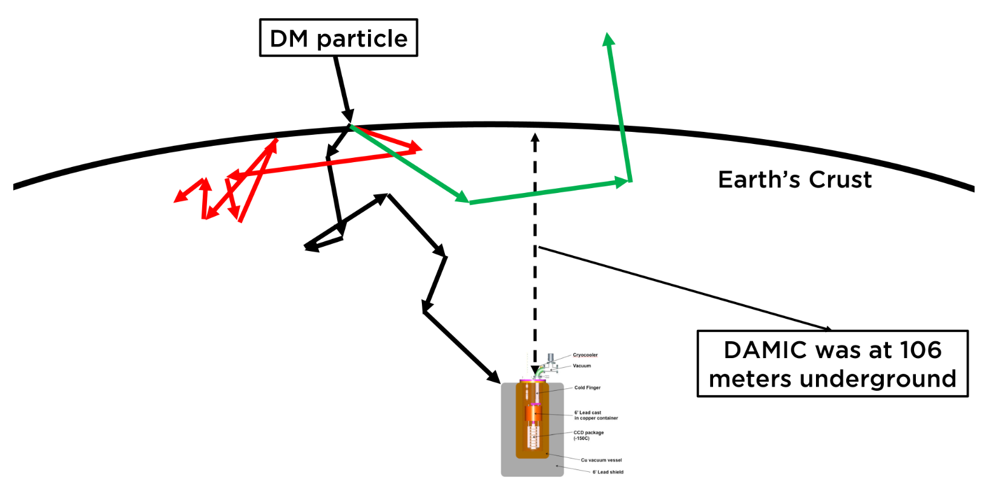 DM particle
Earth's Crust
DAMIC was at 106
meters underground
Cryocooler
Vacuum
Cold Finger
6' Lead cast
in copper container
CCD package
(-150C)
Cu vacuum vessel
6' Lead shield